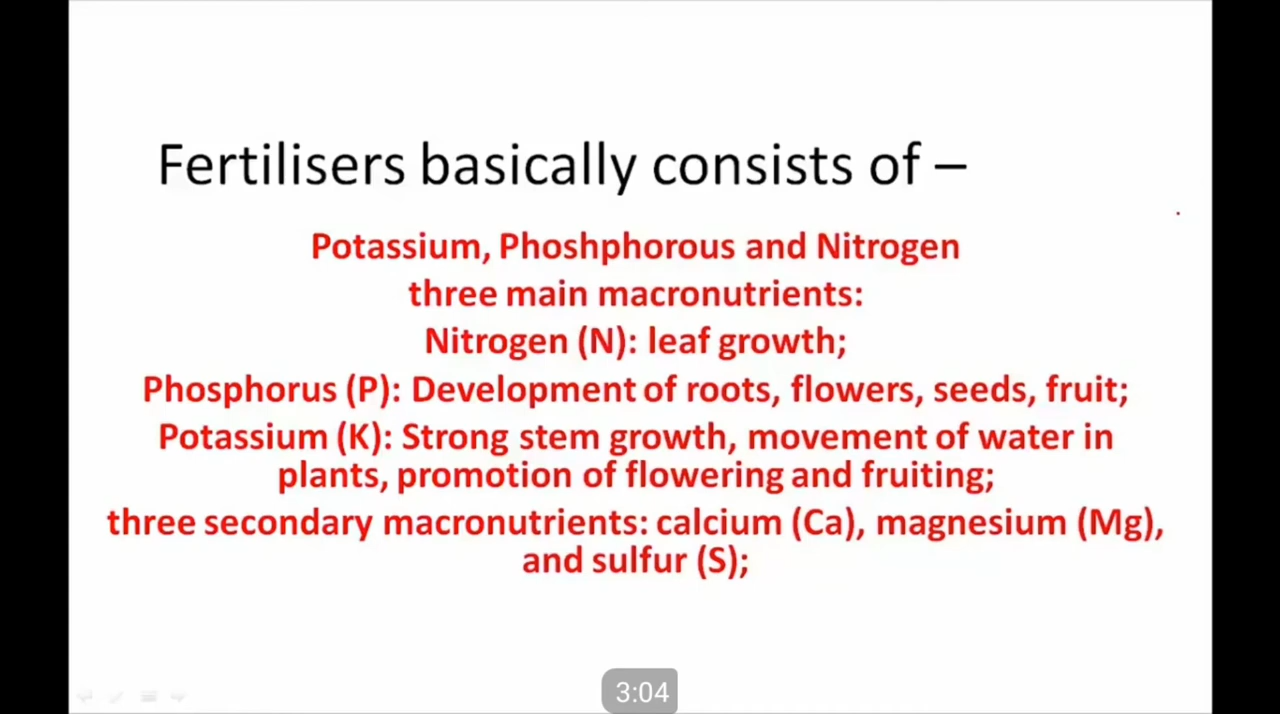 Fertilisers basically consists of –
Potassium, Phoshphorous and Nitrogen
three main macronutrients:
Nitrogen (N): leaf growth;
Phosphorus (P): Development of roots, flowers, seeds, fruit;
Potassium (K): Strong stem growth, movement of water in
plants, promotion of flowering and fruiting;
three secondary macronutrients: calcium (Ca), magnesium (Mg),
and sulfur (S);
3:04